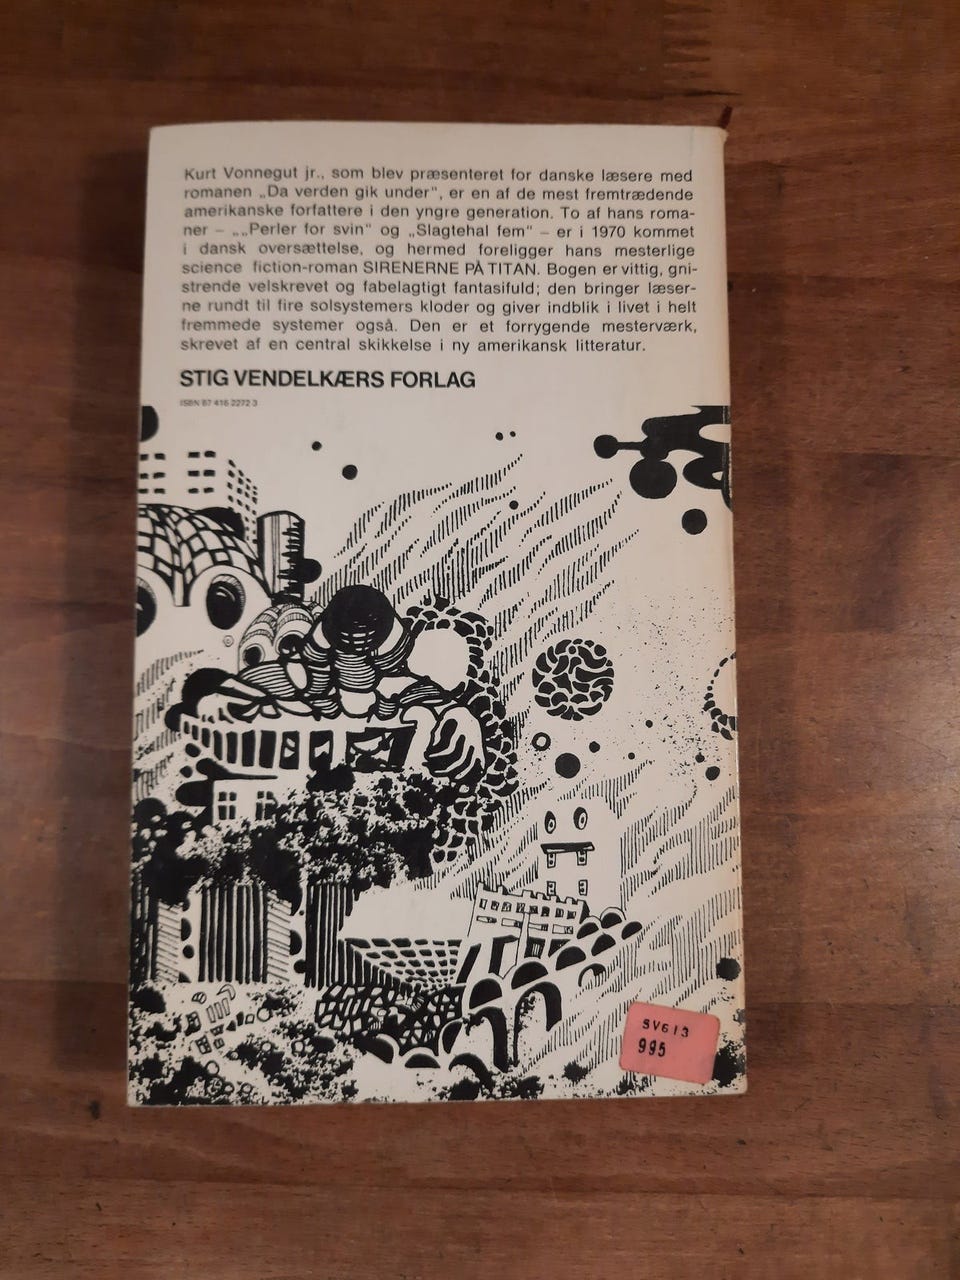 Kurt Vonnegut jr., som blev præsenteret for danske læsere med
romanen „Da verden gik under", er en af de mest fremtrædende
amerikanske forfattere i den yngre generation. To af hans roma-
ner – „„Perler for svin" og „Slagtehal fem" – er i 1970 kommet
i dansk oversættelse, og hermed foreligger hans mesterlige
science fiction-roman SIRENERNE PÅ TITAN. Bogen er vittig, gni-
strende velskrevet og fabelagtigt fantasifuld; den bringer læser-
ne rundt til fire solsystemers kloder og giver indblik i livet i helt
fremmede systemer også. Den er et forrygende mesterværk,
skrevet af en central skikkelse i ny amerikansk litteratur.
STIG VENDELKÆRS FORLAG
ISBN 87 416 2272 3
SV613
995